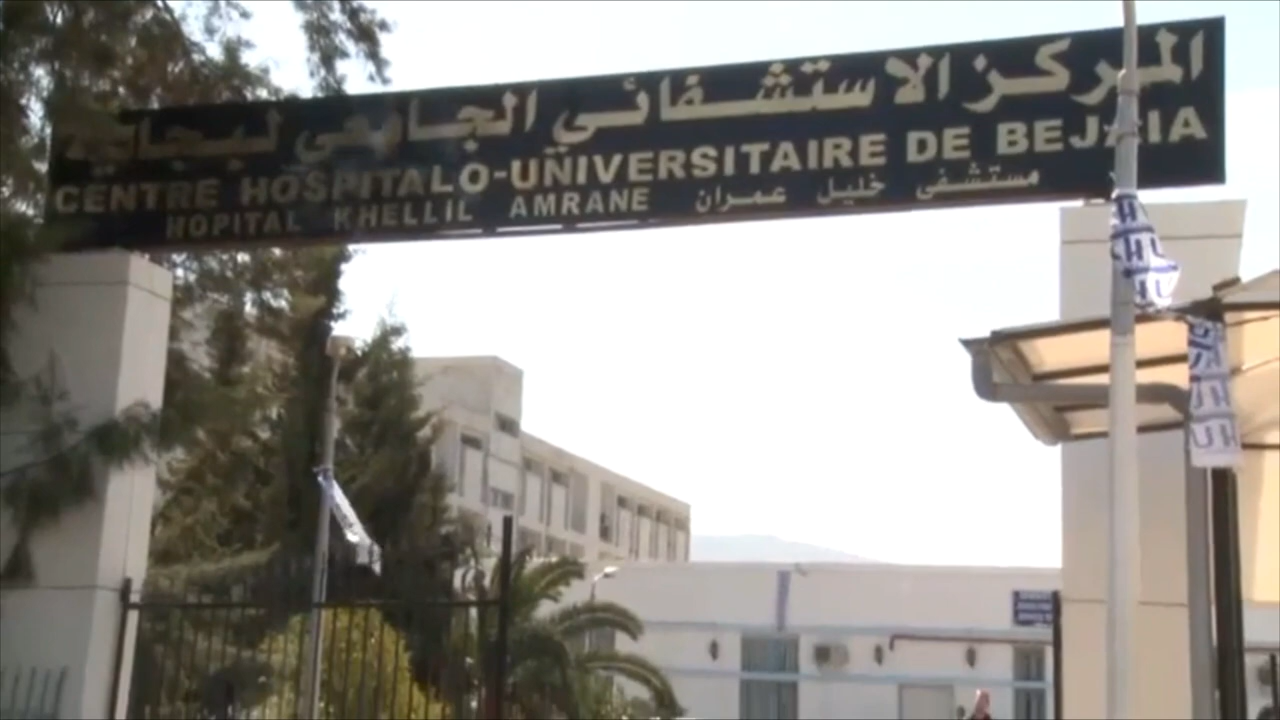 المركز الاستشفائي الجامعي لبجاية
CENTRE HOSPITALO-UNIVERSITAIRE DE BEJAIA
HOPITAL KHELLIL AMRANE مستشفى خليل عمران